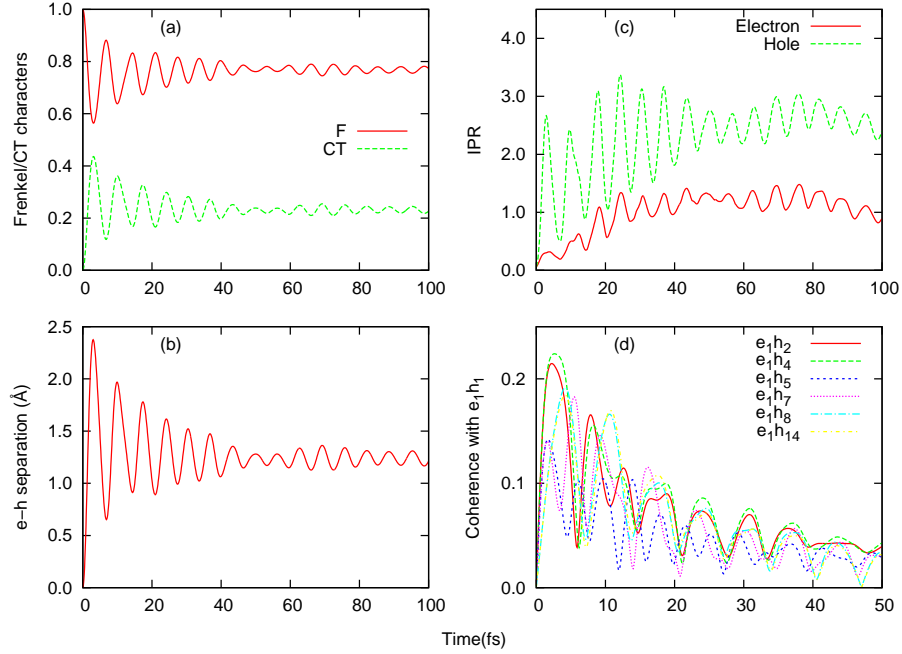 (a)
Frenkel/CT characters
1.0
0.8
0.6
0.4
0.2
0.0
F
CT
0 20 40 60 80 100
(c)
IPR
4.0
3.0
2.0
1.0
0.0
Electron
Hole
0 20 40 60 80 100
(b)
e−h separation (Å)
2.5
2.0
1.5
1.0
0.5
0.0
0 20 40 60 80 100
(d)
Coherence with e₁h₁
0.2
0.1
0.0
e₁h₂
e₁h₄
e₁h₅
e₁h₇
e₁h₈
e₁h₁₄
0 10 20 30 40 50
Time(fs)